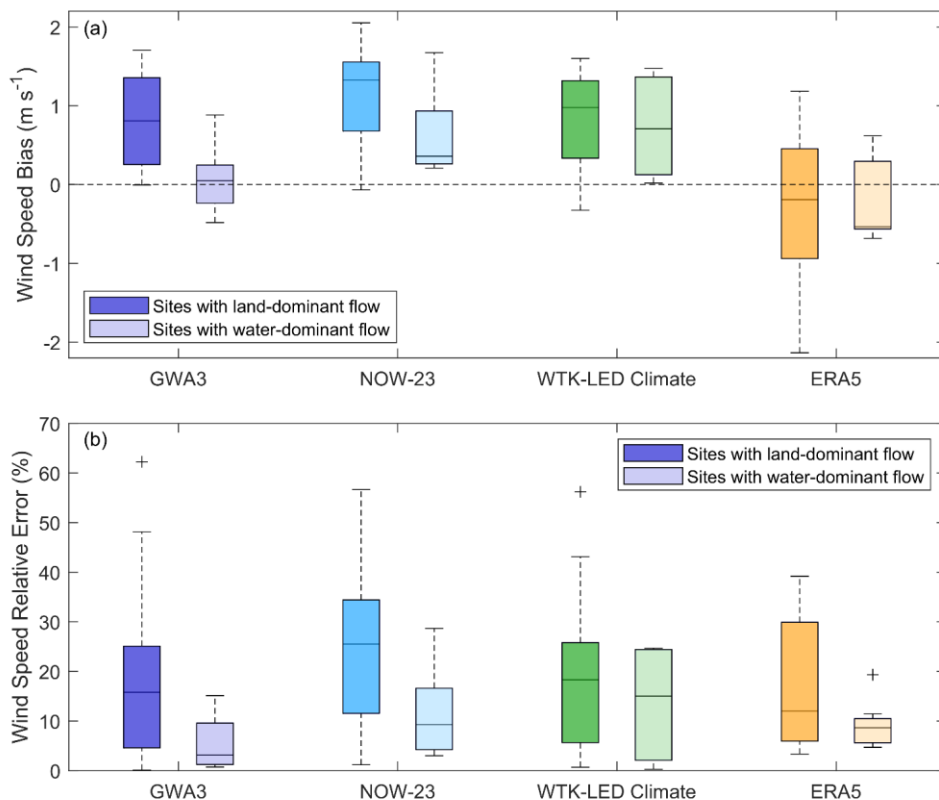 (a)
Wind Speed Bias (m s⁻¹)
2
1
0
-1
-2
Sites with land-dominant flow
Sites with water-dominant flow
GWA3 NOW-23 WTK-LED Climate ERA5
(b)
Wind Speed Relative Error (%)
70
60
50
40
30
20
10
0
Sites with land-dominant flow
Sites with water-dominant flow
GWA3 NOW-23 WTK-LED Climate ERA5